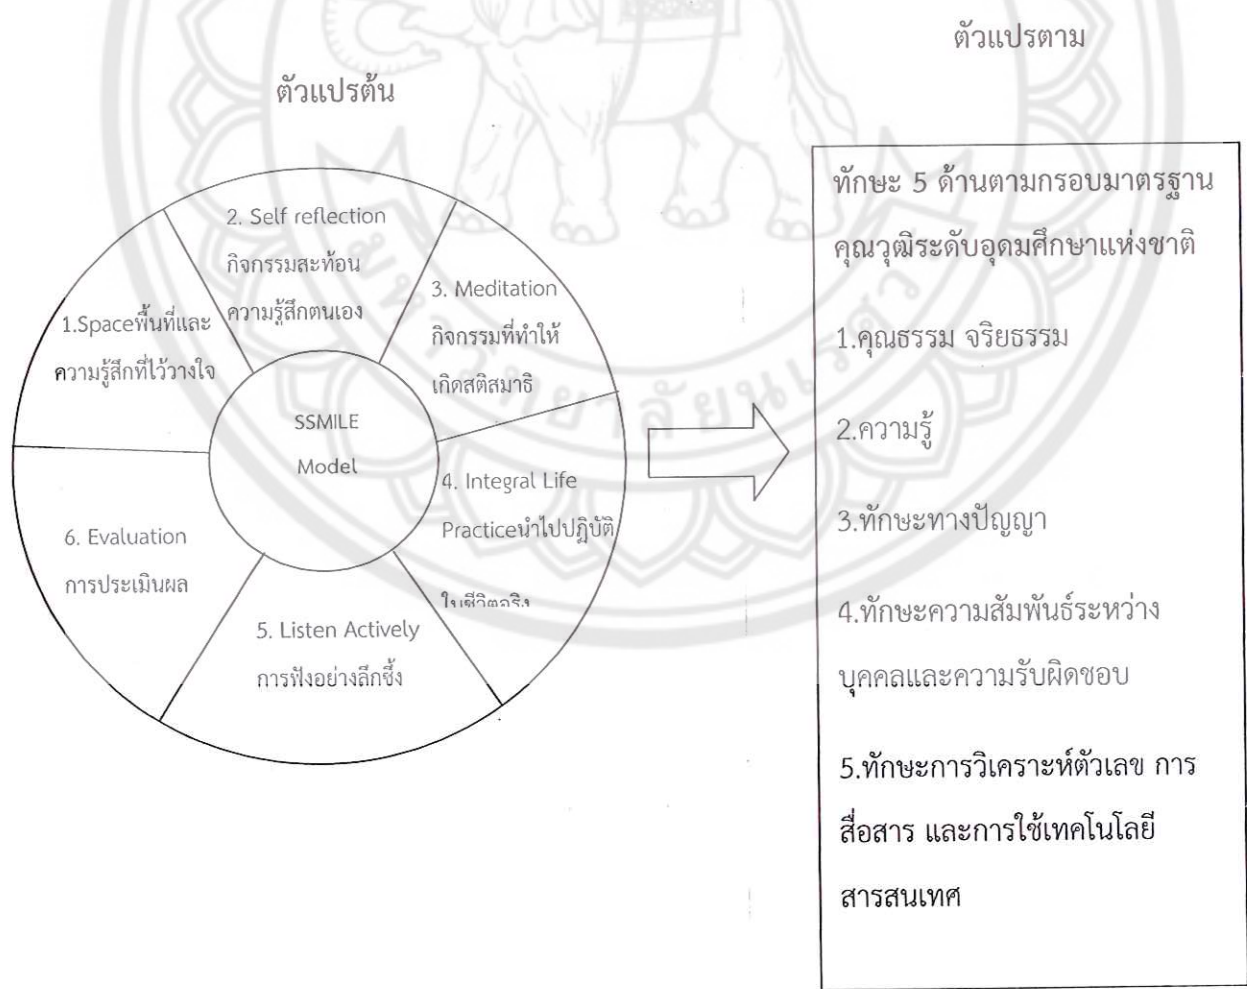 ตัวแปรตาม
ตัวแปรต้น
2. Self reflection
กิจกรรมสะท้อน
ความรู้สึกตนเอง
3. Meditation
กิจกรรมที่ทำให้
เกิดสติสมาธิ
1.Spaceพื้นที่และ
ความรู้สึกที่ไว้วางใจ
SSMILE
Model
4. Integral Life
Practiceนำไปปฏิบัติ
ในชีวิตจริง
6. Evaluation
การประเมินผล
5. Listen Actively
การฟังอย่างลึกซึ้ง
ทักษะ 5 ด้านตามกรอบมาตรฐาน
คุณวุฒิระดับอุดมศึกษาแห่งชาติ
1.คุณธรรม จริยธรรม
2.ความรู้
3.ทักษะทางปัญญา
4.ทักษะความสัมพันธ์ระหว่าง
บุคคลและความรับผิดชอบ
5.ทักษะการวิเคราะห์ตัวเลข การ
สื่อสาร และการใช้เทคโนโลยี
สารสนเทศ